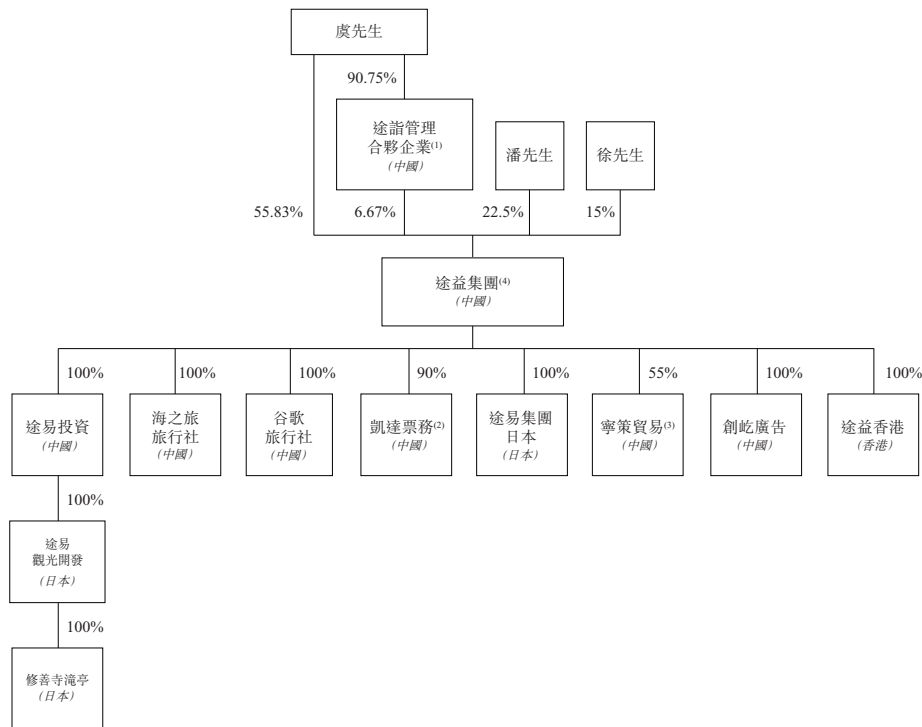 虞先生
90.75%
途詣管理
合夥企業(1)
(中國)
潘先生
徐先生
55.83%
6.67%
22.5%
15%
途益集團(4)
(中國)
100%
100%
100%
90%
100%
55%
100%
100%
途易投資
(中國)
海之旅
旅行社
(中國)
谷歌
旅行社
(中國)
凱達票務(2)
(中國)
途易集團
日本
(日本)
寧策貿易(3)
(中國)
創屹廣告
(中國)
途益香港
(香港)
100%
途易
觀光開發
(日本)
100%
修善寺滝亭
(日本)